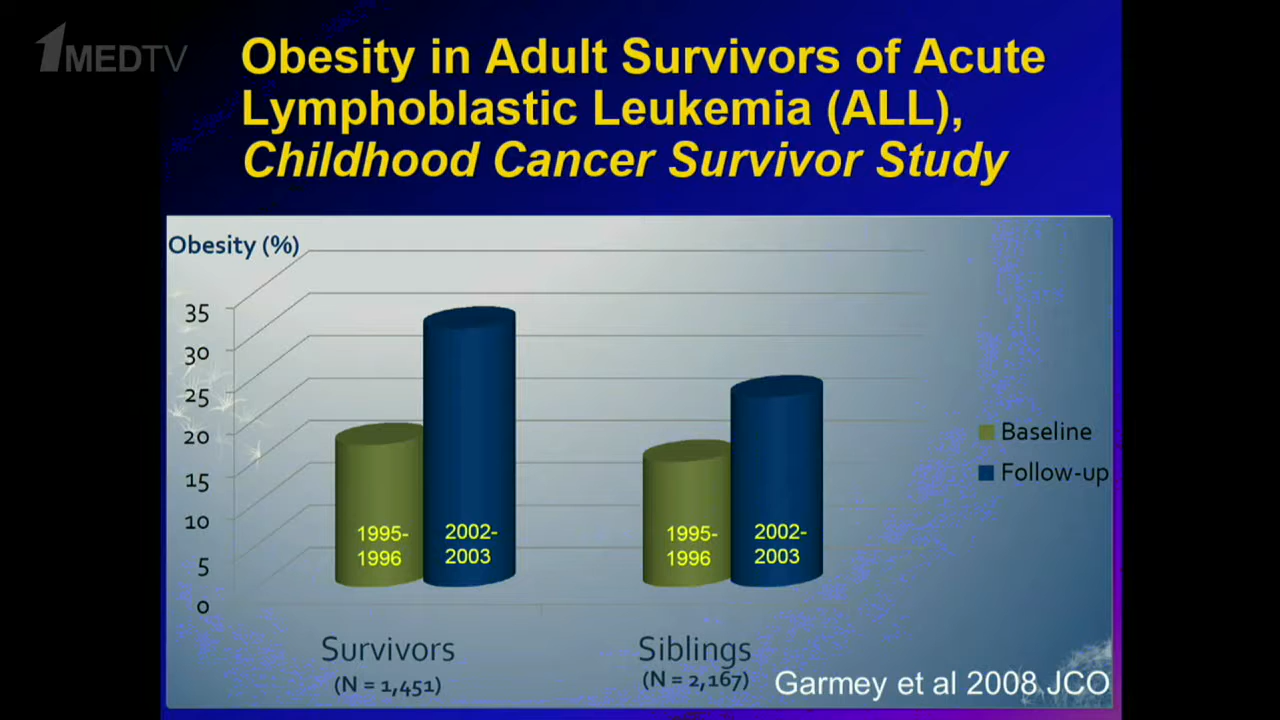 1MEDTV
Obesity in Adult Survivors of Acute
Lymphoblastic Leukemia (ALL),
Childhood Cancer Survivor Study
Obesity (%)
35
30
25
20
15
10
5
0
1995-
1996
2002-
2003
1995-
1996
2002-
2003
Baseline
Follow-up
Survivors
(N = 1,451)
Siblings
(N = 2,167)
Garmey et al 2008 JCO